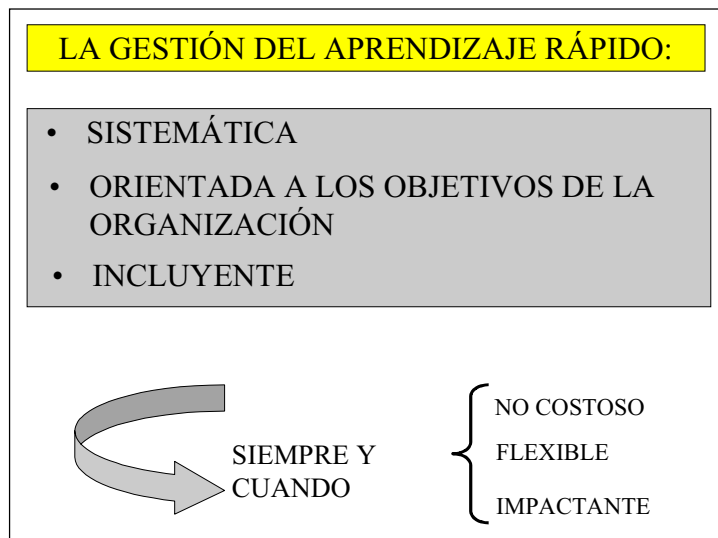 LA GESTIÓN DEL APRENDIZAJE RÁPIDO:
• SISTEMÁTICA
• ORIENTADA A LOS OBJETIVOS DE LA
ORGANIZACIÓN
• INCLUYENTE
SIEMPRE Y
CUANDO
NO COSTOSO
FLEXIBLE
IMPACTANTE